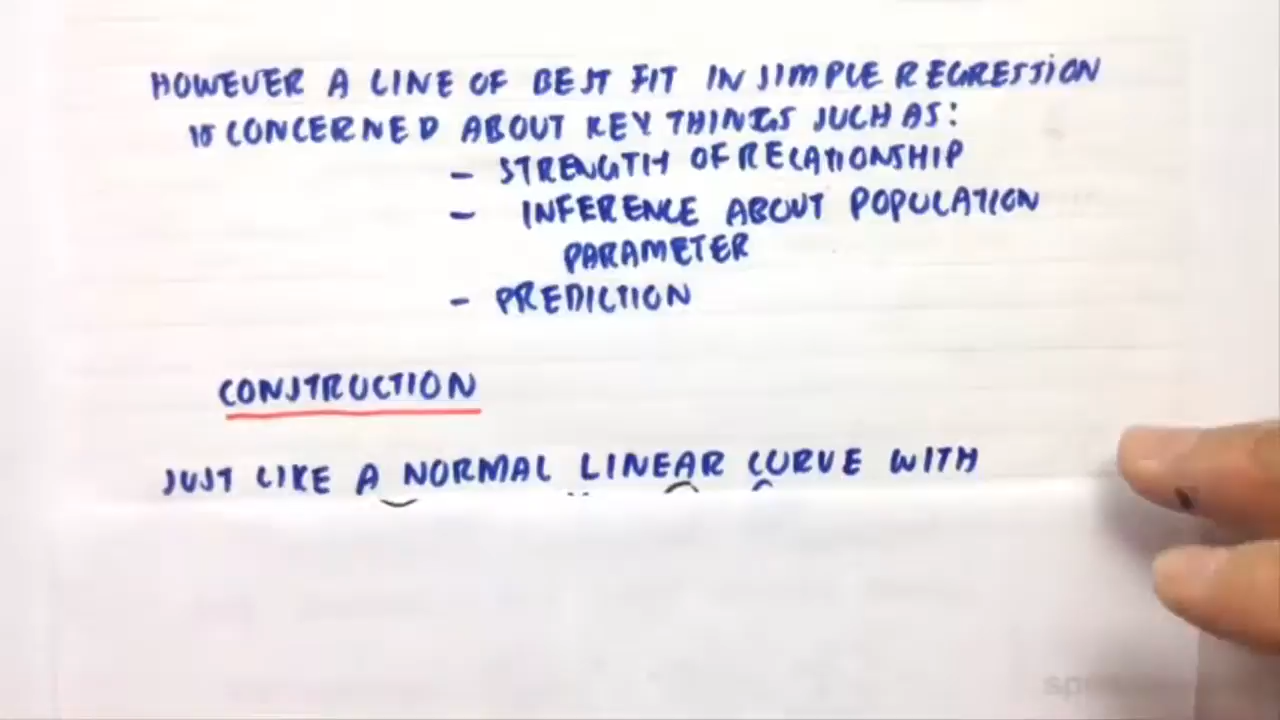 HOWEVER A LINE OF BEST FIT IN SIMPLE REGRESSION
IS CONCERNED ABOUT KEY THINGS SUCH AS:
- STRENGTH OF RELATIONSHIP
- INFERENCE ABOUT POPULATION
PARAMETER
- PREDICTION
CONSTRUCTION
JUST LIKE A NORMAL LINEAR CURVE WITH